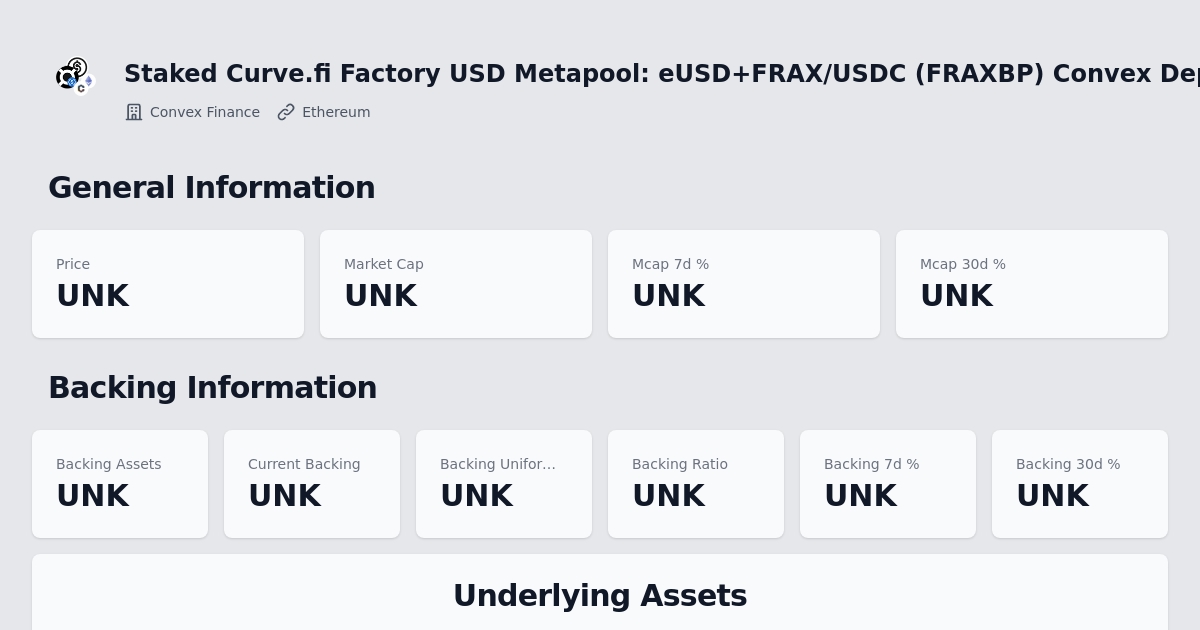 Staked Curve.fi Factory USD Metapool: eUSD+FRAX/USDC (FRAXBP) Convex
Convex Finance Ethereum
General Information
Price Market Cap Mcap 7d % Mcap 30d %
UNK UNK UNK UNK
Backing Information
Backing Assets Current Backing Backing Unifor... Backing Ratio Backing 7d % Backing 30d %
UNK UNK UNK UNK UNK UNK
Underlying Assets